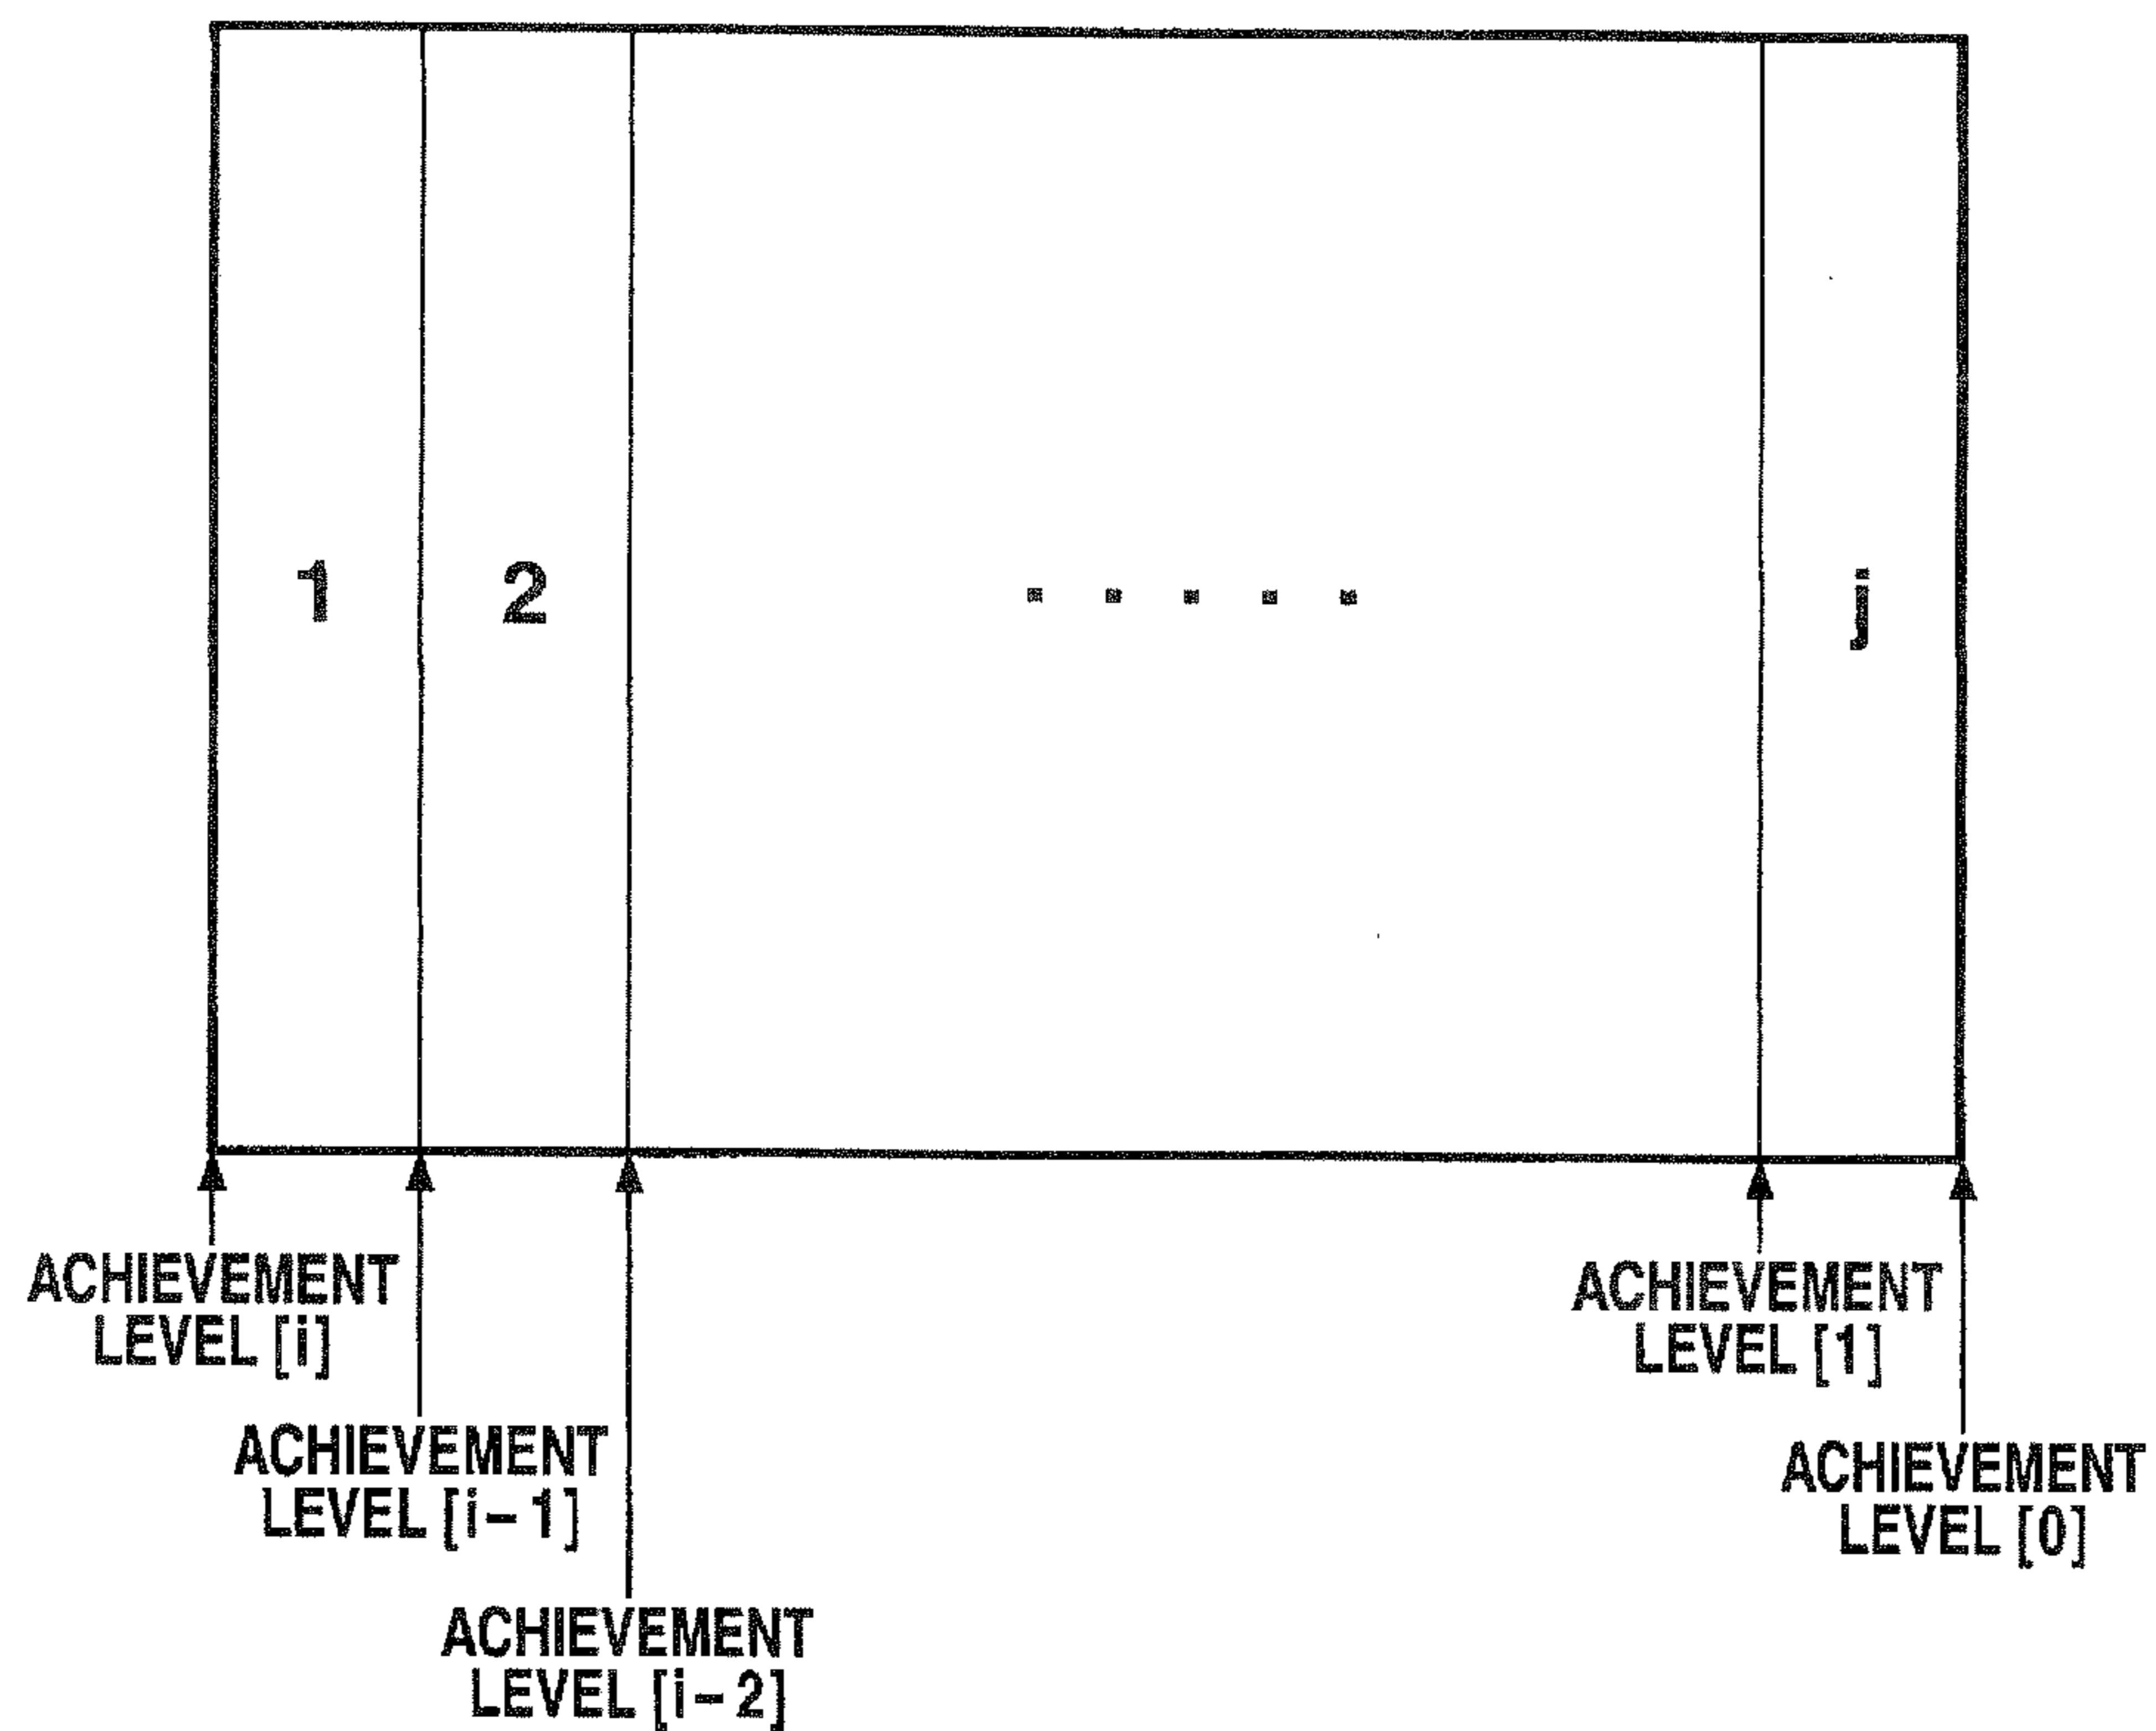 1
2
.....
j
ACHIEVEMENT
LEVEL [i]
ACHIEVEMENT
LEVEL [i-1]
ACHIEVEMENT
LEVEL [i-2]
ACHIEVEMENT
LEVEL [1]
ACHIEVEMENT
LEVEL [0]